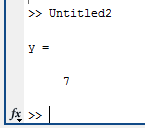 >> Untitled2
y =
7
fx >>